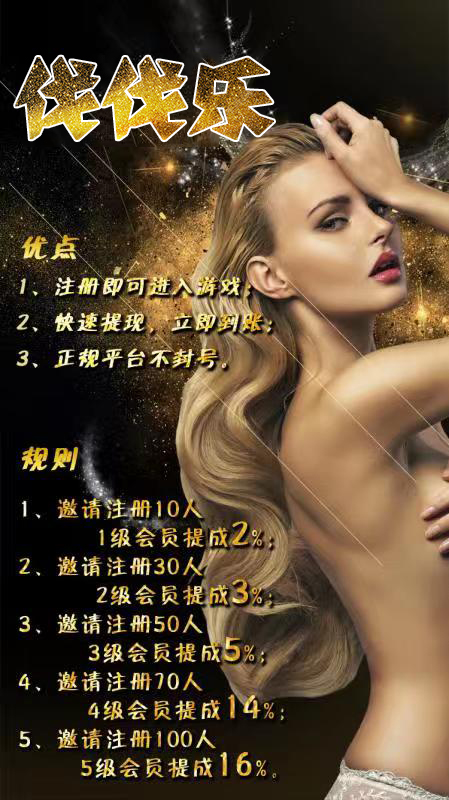 优点
1、注册即可进入游戏;
2、快速提现，立即到账;
3、正规平台不封号。
规则
1、邀请注册10人
1级会员提成2%;
2、邀请注册30人
2级会员提成3%;
3、邀请注册50人
3级会员提成5%;
4、邀请注册70人
4级会员提成14%;
5、邀请注册100人
5级会员提成16%。